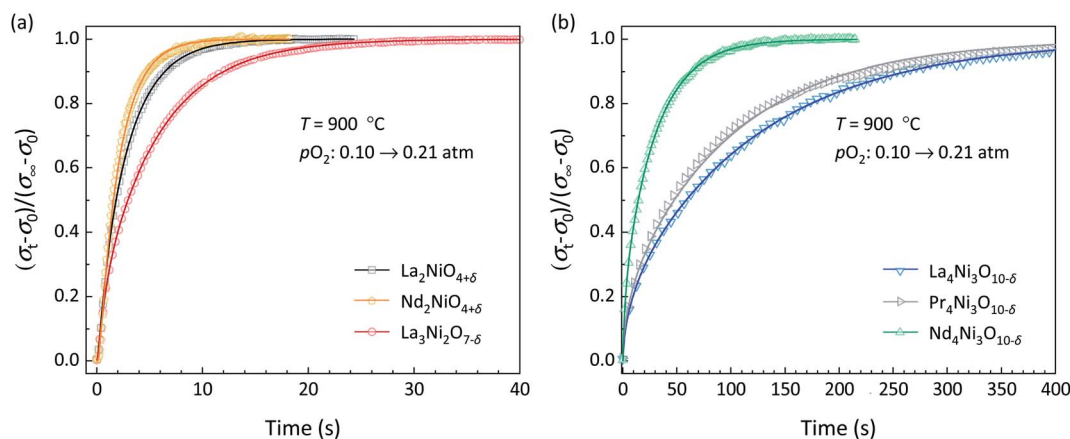 (a)
(σt-σ0)/(σ∞-σ0)
1.0
0.8
0.6
0.4
0.2
0.0
T = 900 °C
pO2: 0.10 → 0.21 atm
La2NiO4+δ
Nd2NiO4+δ
La3Ni2O7-δ
0 10 20 30 40
Time (s)
(b)
(σt-σ0)/(σ∞-σ0)
1.0
0.8
0.6
0.4
0.2
0.0
T = 900 °C
pO2: 0.10 → 0.21 atm
La4Ni3O10-δ
Pr4Ni3O10-δ
Nd4Ni3O10-δ
0 50 100 150 200 250 300 350 400
Time (s)